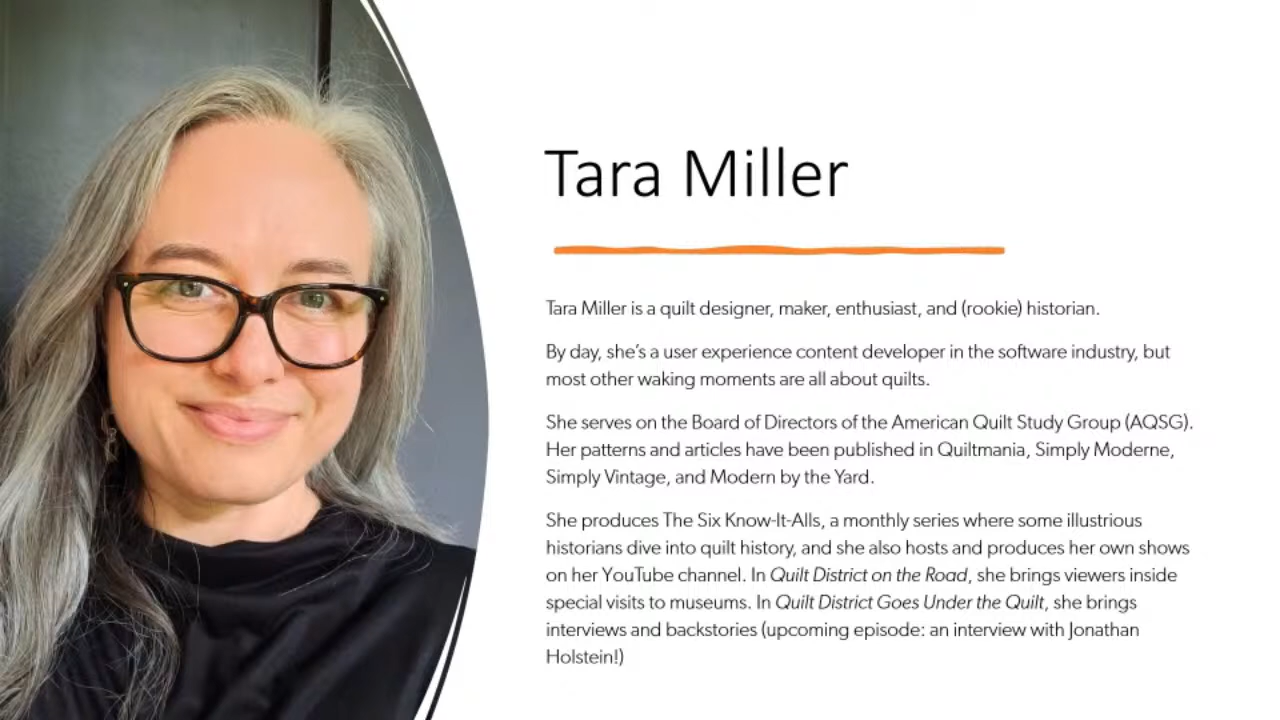 Tara Miller
Tara Miller is a quilt designer, maker, enthusiast, and (rookie) historian.
By day, she's a user experience content developer in the software industry, but
most other waking moments are all about quilts.
She serves on the Board of Directors of the American Quilt Study Group (AQSG).
Her patterns and articles have been published in Quiltmania, Simply Moderne,
Simply Vintage, and Modern by the Yard.
She produces The Six Know-It-Alls, a monthly series where some illustrious
historians dive into quilt history, and she also hosts and produces her own shows
on her YouTube channel. In Quilt District on the Road, she brings viewers inside
special visits to museums. In Quilt District Goes Under the Quilt, she brings
interviews and backstories (upcoming episode: an interview with Jonathan
Holstein!)